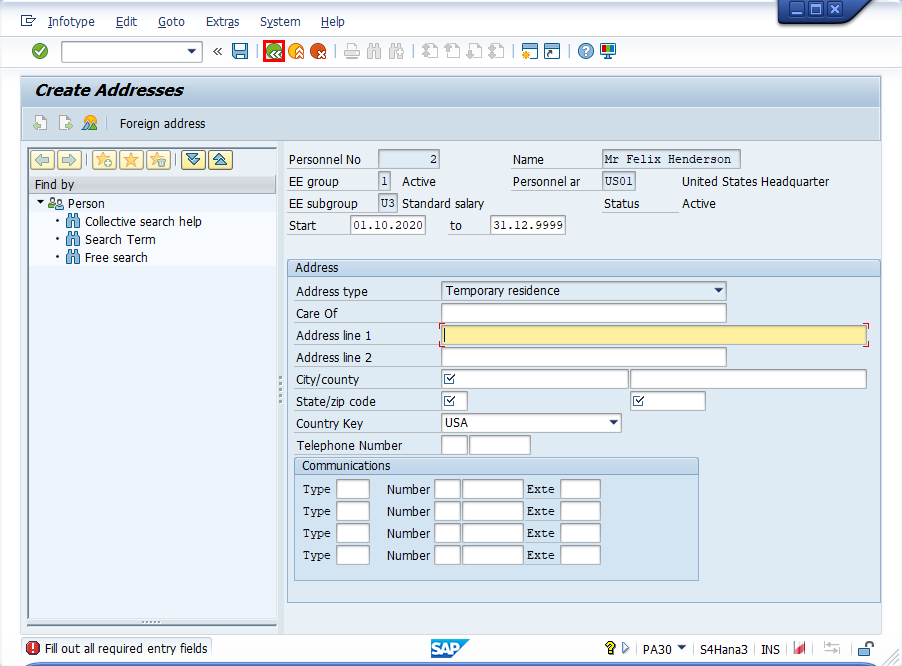 Infotype Edit Goto Extras System Help
Create Addresses
Foreign address
Find by
Person
Collective search help
Search Term
Free search
Personnel No 2 Name Mr Felix Henderson
EE group 1 Active Personnel ar US01 United States Headquarter
EE subgroup U3 Standard salary Status Active
Start 01.10.2020 to 31.12.9999
Address
Address type Temporary residence
Care Of
Address line 1
Address line 2
City/county
State/zip code
Country Key USA
Telephone Number
Communications
Type Number Exte
Type Number Exte
Type Number Exte
Type Number Exte
Fill out all required entry fields SAP PA30 S4Hana3 INS